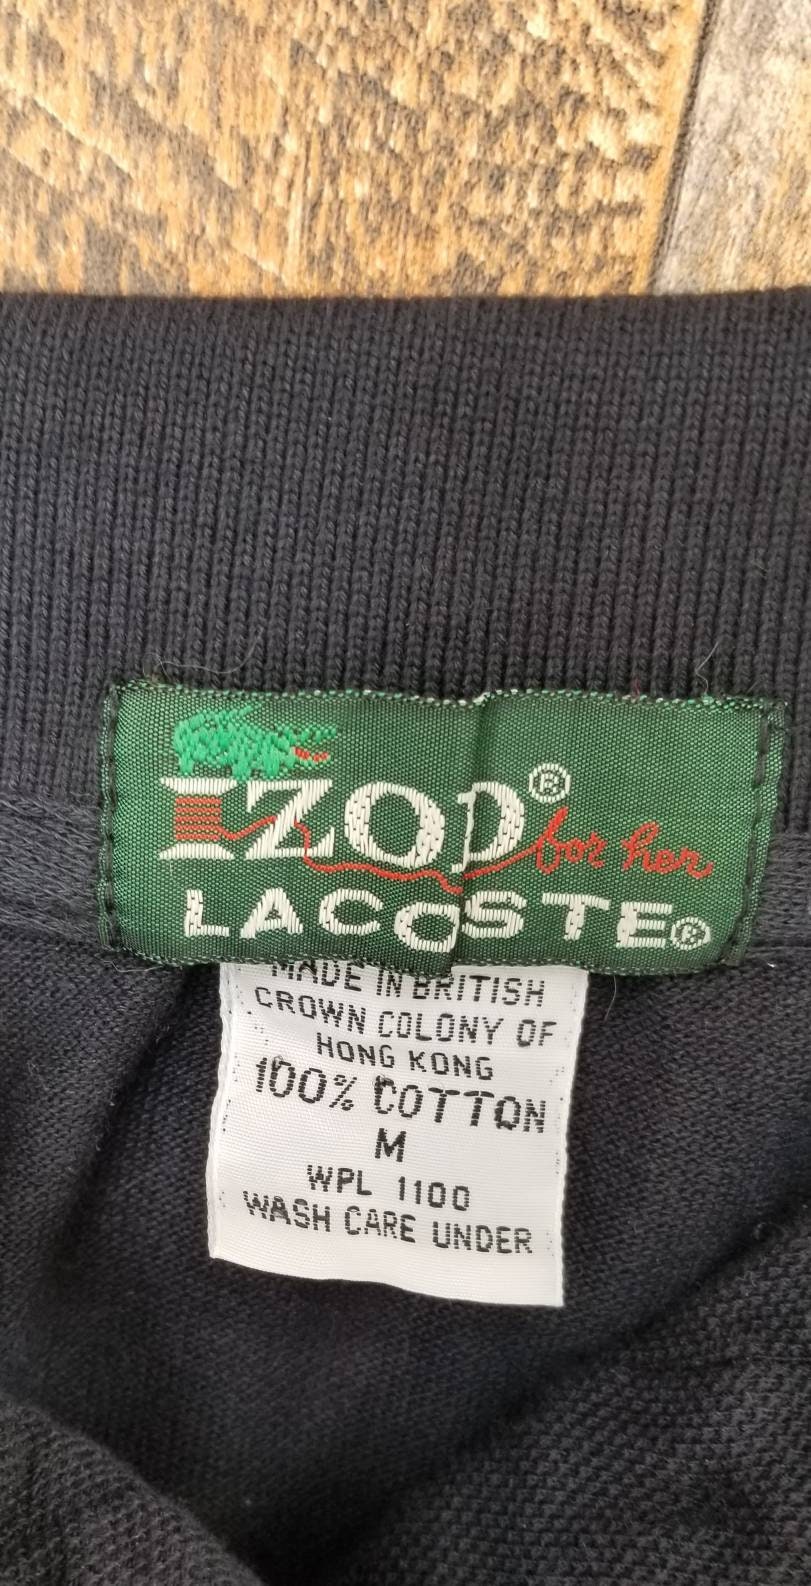 IZOD® for her
LACOSTE®
MADE IN BRITISH
CROWN COLONY OF
HONG KONG
100% COTTON
M
WPL 1100
WASH CARE UNDER